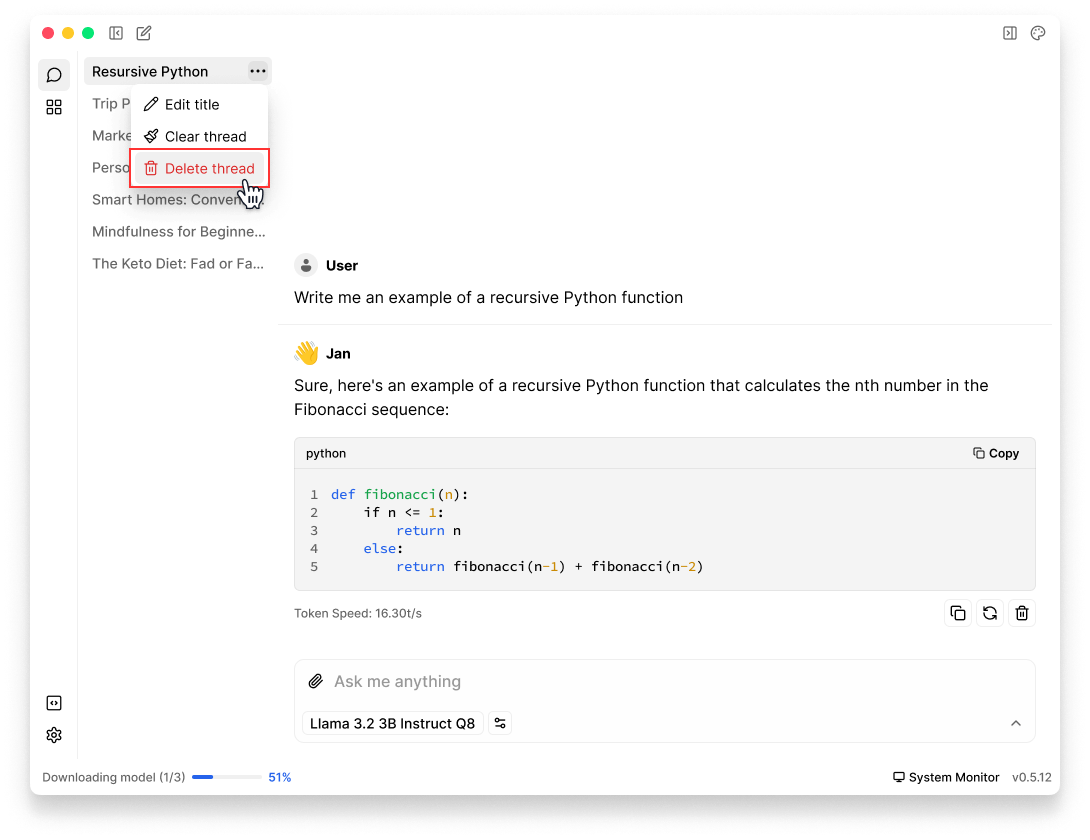 Resursive Python
Trip P
Edit title
Marke
Clear thread
Perso
Delete thread
Smart Homes: Conven...
Mindfulness for Beginne...
The Keto Diet: Fad or Fa...
User
Write me an example of a recursive Python function
Jan
Sure, here's an example of a recursive Python function that calculates the nth number in the
Fibonacci sequence:
python
Copy
1 def fibonacci(n):
2     if n <= 1:
3         return n
4     else:
5         return fibonacci(n-1) + fibonacci(n-2)
Token Speed: 16.30t/s
Ask me anything
Llama 3.2 3B Instruct Q8
Downloading model (1/3) 51%
System Monitor v0.5.12